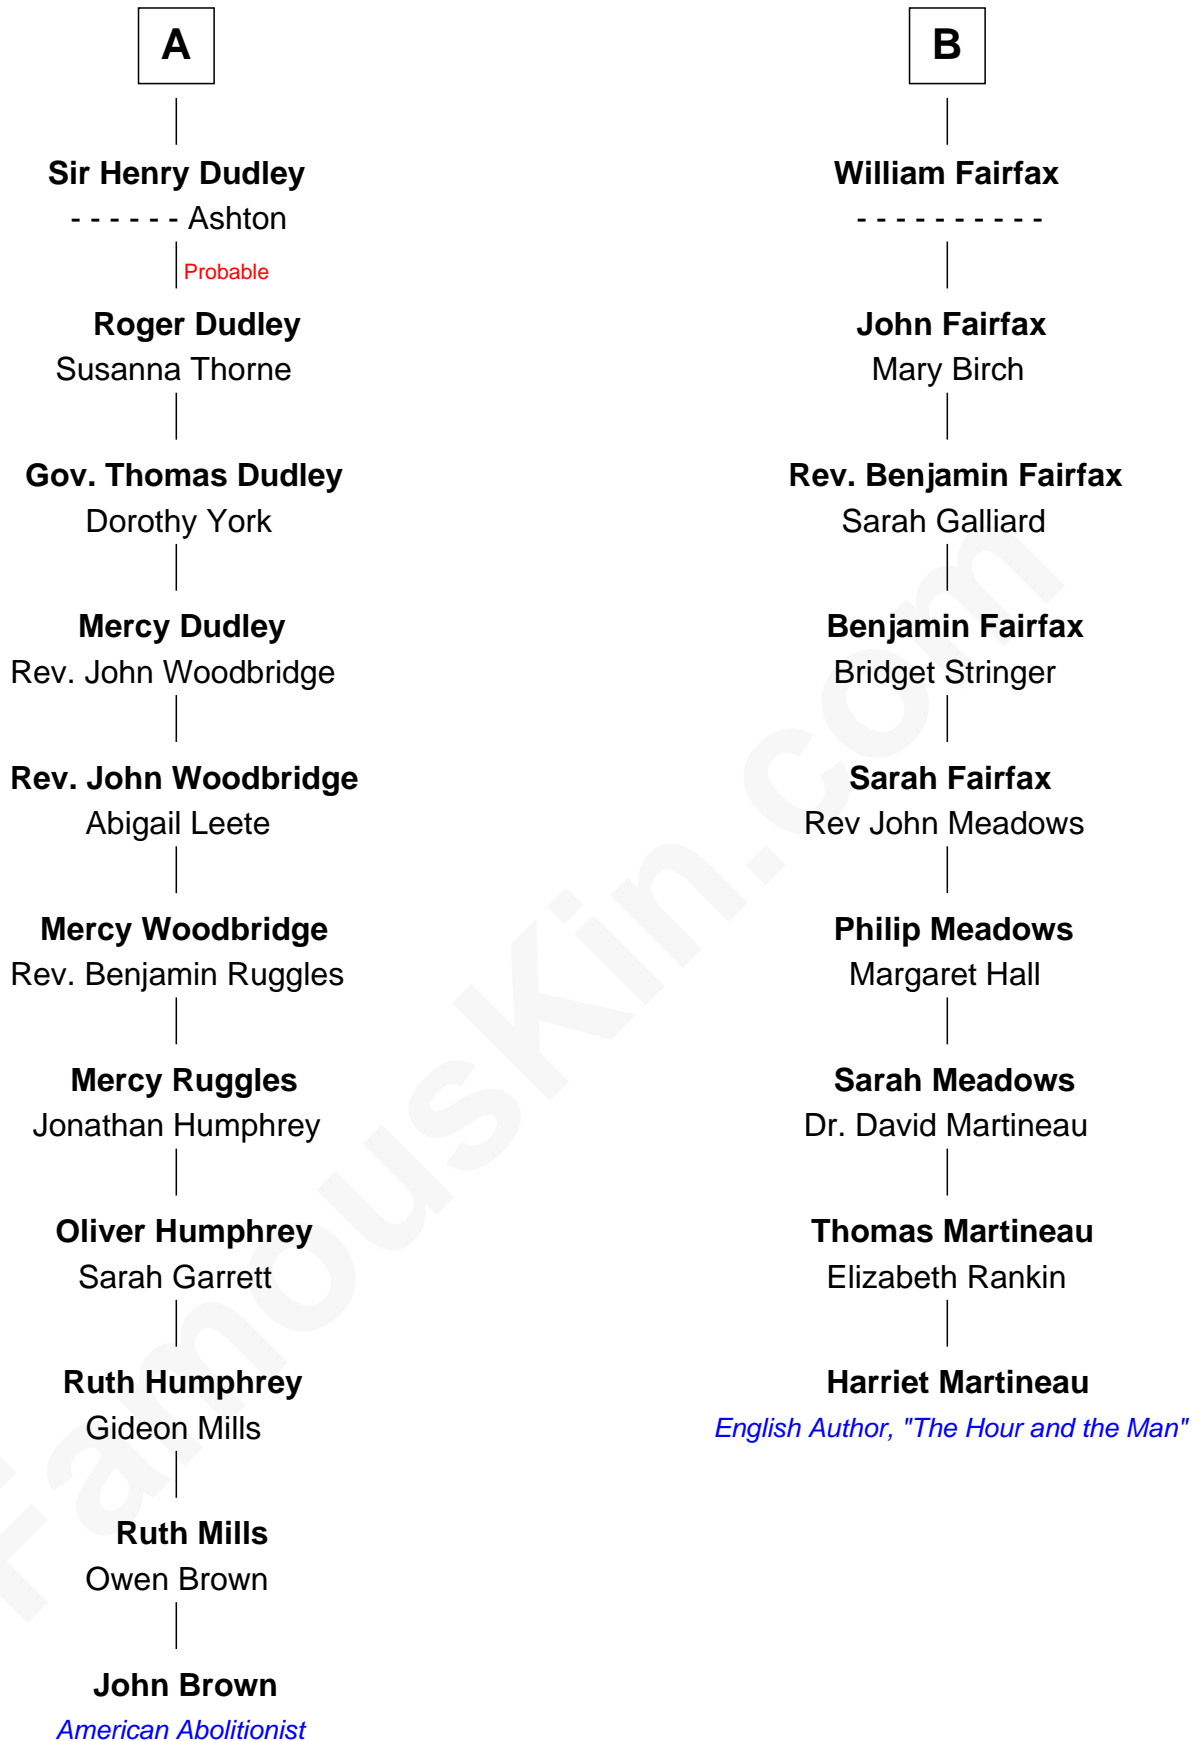 A
Sir Henry Dudley
- - - - - - Ashton
Probable
Roger Dudley
Susanna Thorne
Gov. Thomas Dudley
Dorothy York
Mercy Dudley
Rev. John Woodbridge
Rev. John Woodbridge
Abigail Leete
Mercy Woodbridge
Rev. Benjamin Ruggles
Mercy Ruggles
Jonathan Humphrey
Oliver Humphrey
Sarah Garrett
Ruth Humphrey
Gideon Mills
Ruth Mills
Owen Brown
John Brown
American Abolitionist
B
William Fairfax
- - - - - - - - - -
John Fairfax
Mary Birch
Rev. Benjamin Fairfax
Sarah Galliard
Benjamin Fairfax
Bridget Stringer
Sarah Fairfax
Rev John Meadows
Philip Meadows
Margaret Hall
Sarah Meadows
Dr. David Martineau
Thomas Martineau
Elizabeth Rankin
Harriet Martineau
English Author, "The Hour and the Man"
FamousKin.com